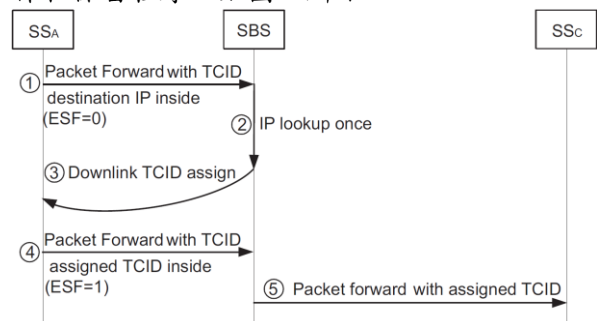 SSA SBS SSC
① Packet Forward with TCID
destination IP inside
(ESF=0)
② IP lookup once
③ Downlink TCID assign
④ Packet Forward with TCID
assigned TCID inside
(ESF=1)
⑤ Packet forward with assigned TCID